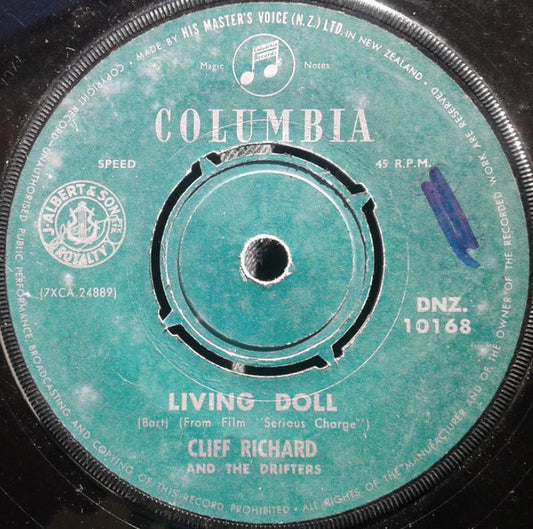 MADE BY HIS MASTER'S VOICE (N.Z.) LTD. IN NEW ZEALAND
Columbia
Records
Magic Notes
COLUMBIA
SPEED 45 R.P.M.
J. ALBERT & SON
ROYALTY
(7XCA.24889)
DNZ.
10168
LIVING DOLL
(Bart) (From Film "Serious Charge")
CLIFF RICHARD
AND THE DRIFTERS
• ALL RIGHTS OF THE MANUFACTURER AND OF THE OWNER OF THE RECORDED WORK ARE RESERVED • COPYRIGHT RECORD • UNAUTHORISED PUBLIC PERFORMANCE BROADCASTING AND COPYING OF THIS RECORD PROHIBITED